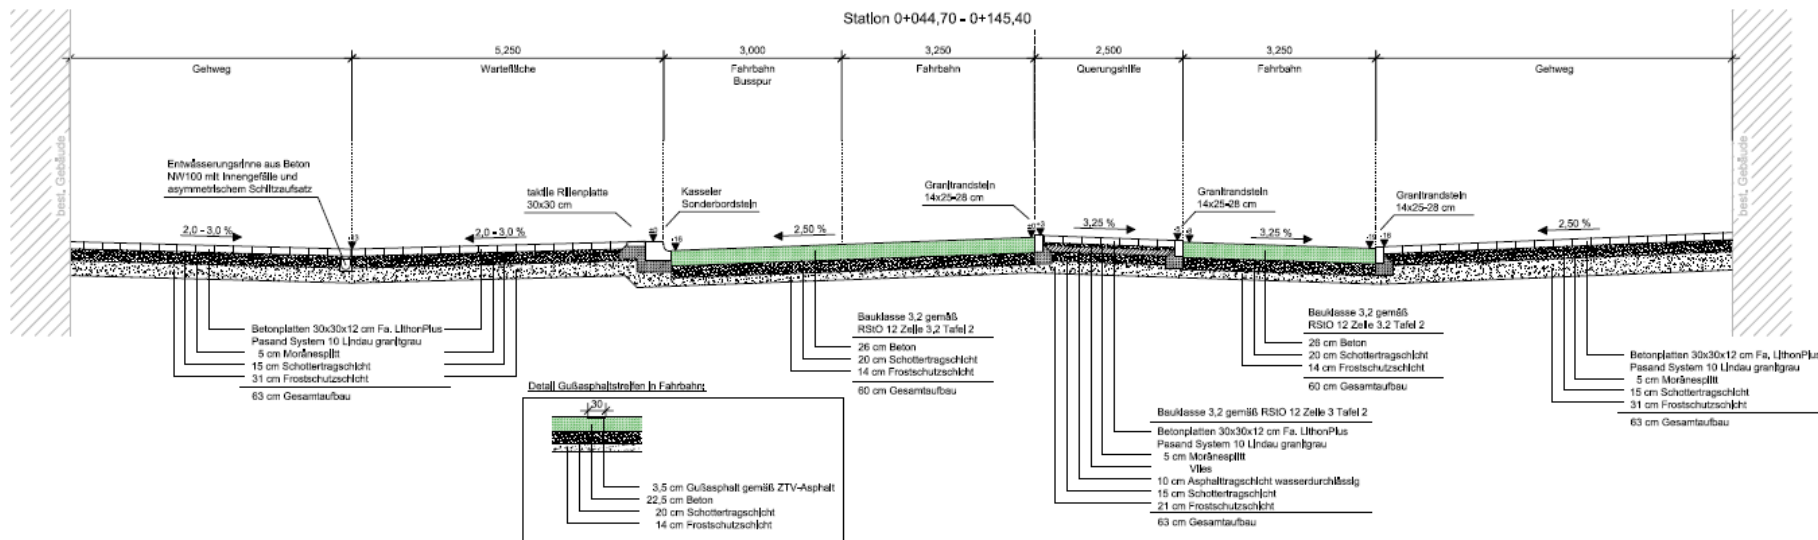 Station 0+044,70 - 0+145,40
5,250
3,000
3,250
2,500
3,250
Gehweg
Wartefläche
Fahrbahn
Busspur
Fahrbahn
Querungshilfe
Fahrbahn
Gehweg
best. Gebäude
best. Gebäude
Entwässerungsrinne aus Beton
NW100 mit Innengefälle und
asymmetrischem Schlitzaufsatz
taktile Rillenplatte
30x30 cm
Kasseler
Sonderbordstein
Granitrandstein
14x25-28 cm
Granitrandstein
14x25-28 cm
Granitrandstein
14x25-28 cm
2,0 - 3,0 %
2,0 - 3,0 %
2,50 %
3,25 %
3,25 %
2,50 %
Betonplatten 30x30x12 cm Fa. LithonPlus
Pasand System 10 Lindau granitgrau
5 cm Moränesplitt
15 cm Schottertragschicht
31 cm Frostschutzschicht
63 cm Gesamtaufbau
Bauklasse 3,2 gemäß
RStO 12 Zeile 3,2 Tafel 2
26 cm Beton
20 cm Schottertragschicht
14 cm Frostschutzschicht
60 cm Gesamtaufbau
Bauklasse 3,2 gemäß
RStO 12 Zeile 3,2 Tafel 2
26 cm Beton
20 cm Schottertragschicht
14 cm Frostschutzschicht
60 cm Gesamtaufbau
Betonplatten 30x30x12 cm Fa. LithonPlus
Pasand System 10 Lindau granitgrau
5 cm Moränesplitt
15 cm Schottertragschicht
31 cm Frostschutzschicht
63 cm Gesamtaufbau
Detail Gußasphaltstreifen in Fahrbahn:
30
3,5 cm Gußasphalt gemäß ZTV-Asphalt
22,5 cm Beton
20 cm Schottertragschicht
14 cm Frostschutzschicht
Bauklasse 3,2 gemäß RStO 12 Zeile 3 Tafel 2
Betonplatten 30x30x12 cm Fa. LithonPlus
Pasand System 10 Lindau granitgrau
5 cm Moränesplitt
Vlies
10 cm Asphalttragschicht wasserdurchlässig
15 cm Schottertragschicht
21 cm Frostschutzschicht
63 cm Gesamtaufbau